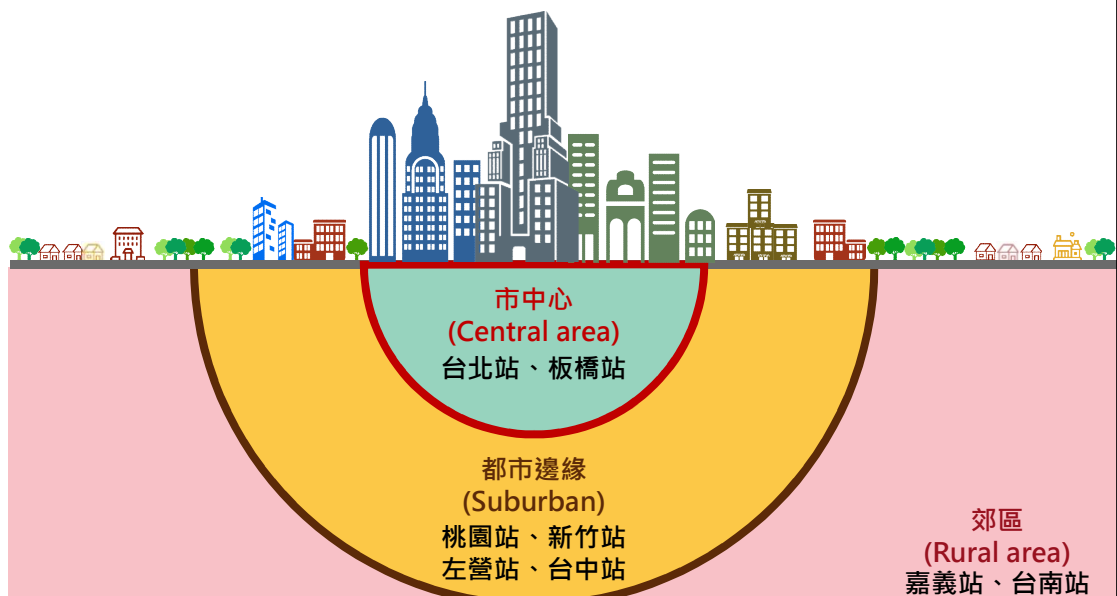 市中心
(Central area)
台北站、板橋站
都市邊緣
(Suburban)
桃園站、新竹站
左營站、台中站
郊區
(Rural area)
嘉義站、台南站